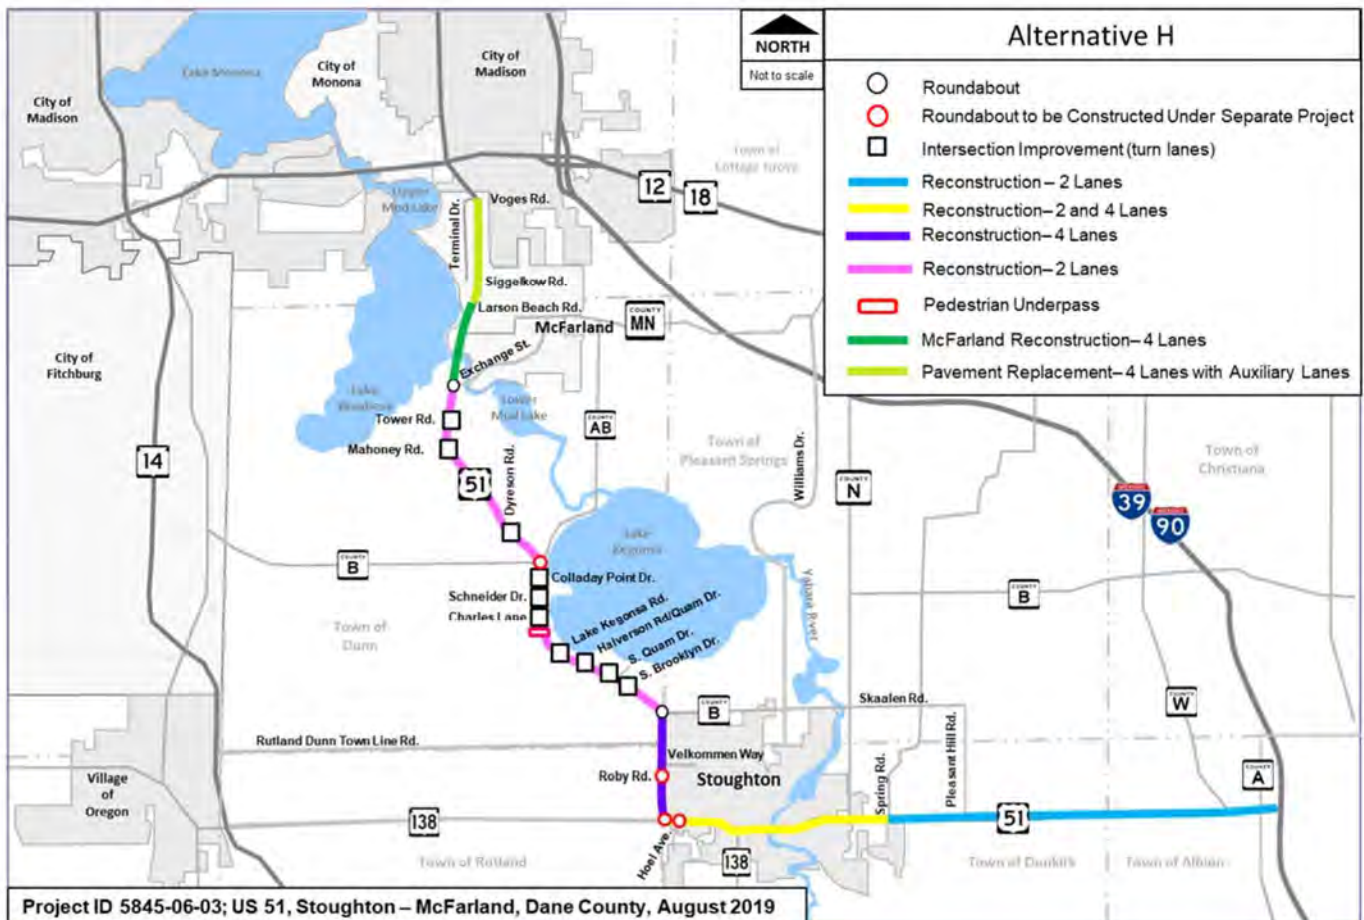 Alternative H
NORTH
Not to scale
Roundabout
Roundabout to be Constructed Under Separate Project
Intersection Improvement (turn lanes)
Reconstruction– 2 Lanes
Reconstruction– 2 and 4 Lanes
Reconstruction– 4 Lanes
Reconstruction– 2 Lanes
Pedestrian Underpass
McFarland Reconstruction– 4 Lanes
Pavement Replacement– 4 Lanes with Auxiliary Lanes
Lake Monona
City of
Monona
City of
Madison
City of
Madison
Town of
Cottage Grove
12
18
Upper
Mud Lake
Terminal Dr.
Voges Rd.
Siggelkow Rd.
Larson Beach Rd.
McFarland
COUNTY
MN
City of
Fitchburg
Exchange St.
Lake
Waubesa
Lower
Mud Lake
Tower Rd.
COUNTY
AB
Mahoney Rd.
Town of
Pleasant Springs
Williams Dr.
Town of
Christiana
14
51
Dyreson Rd.
COUNTY
N
39
90
Lake
Kegonsa
COUNTY
B
Colladay Point Dr.
Schneider Dr.
Charles Lane
Lake Kegonsa Rd.
Halverson Rd/Quam Dr.
S. Quam Dr.
S. Brooklyn Dr.
Yahara River
COUNTY
B
Town of
Dunn
COUNTY
B
Skaalen Rd.
COUNTY
W
Rutland Dunn Town Line Rd.
Velkommen Way
Roby Rd.
Stoughton
Spring Rd.
Pleasant Hill Rd.
COUNTY
A
Village
of
Oregon
138
51
Hoel Ave.
138
Town of Rutland
Town of Dunkirk
Town of Albion
Project ID 5845-06-03; US 51, Stoughton – McFarland, Dane County, August 2019